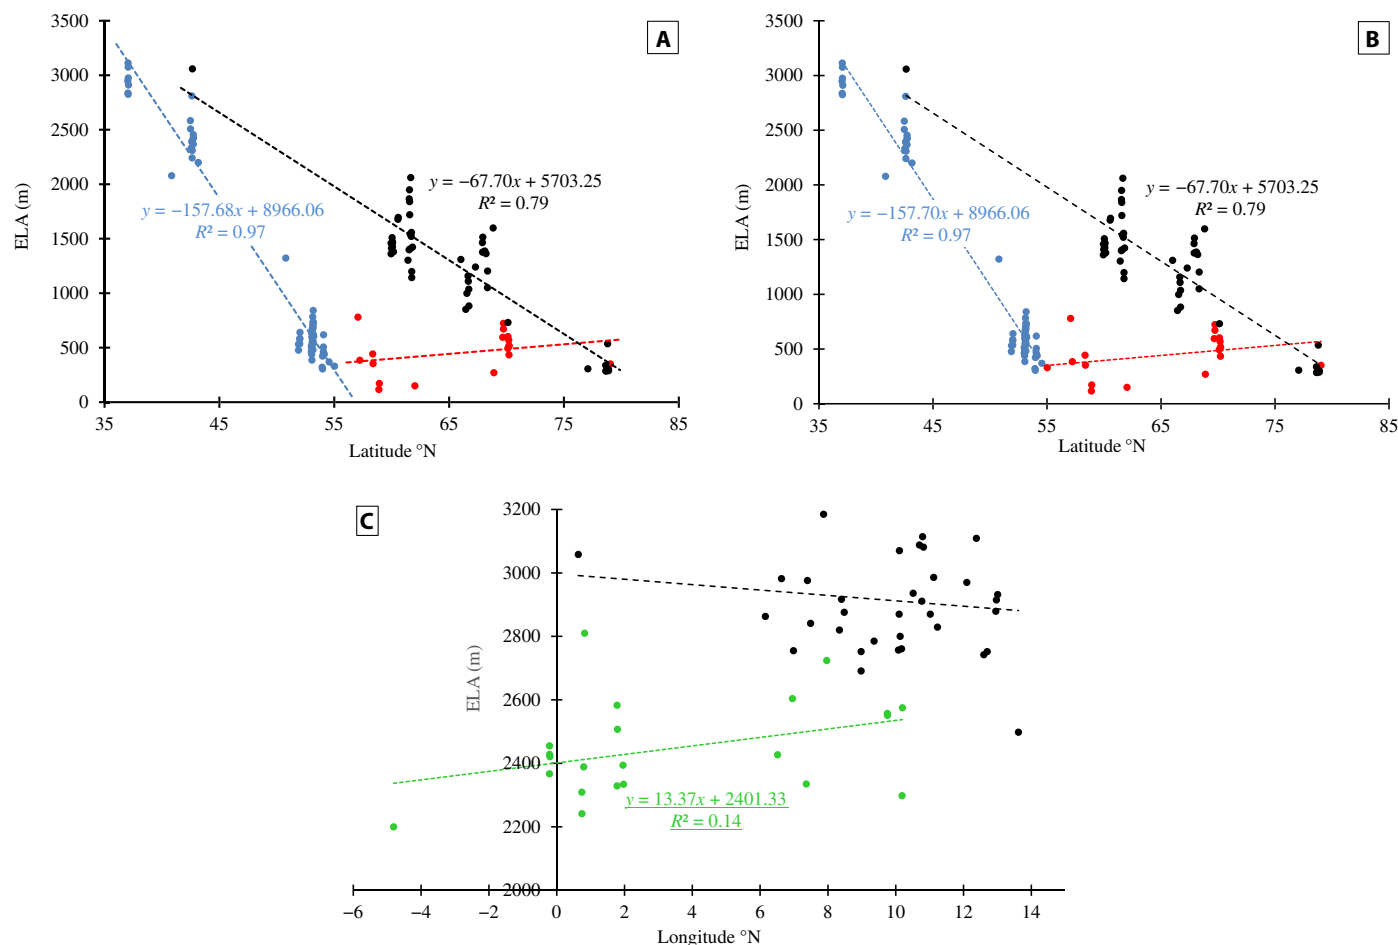 A
3500
3000
2500
2000
1500
1000
500
0
ELA (m)
y = −157.68x + 8966.06
R² = 0.97
y = −67.70x + 5703.25
R² = 0.79
35 45 55 65 75 85
Latitude °N
B
3500
3000
2500
2000
1500
1000
500
0
ELA (m)
y = −157.70x + 8966.06
R² = 0.97
y = −67.70x + 5703.25
R² = 0.79
35 45 55 65 75 85
Latitude °N
C
3200
3000
2800
2600
2400
2200
2000
ELA (m)
y = 13.37x + 2401.33
R² = 0.14
−6 −4 −2 0 2 4 6 8 10 12 14
Longitude °N